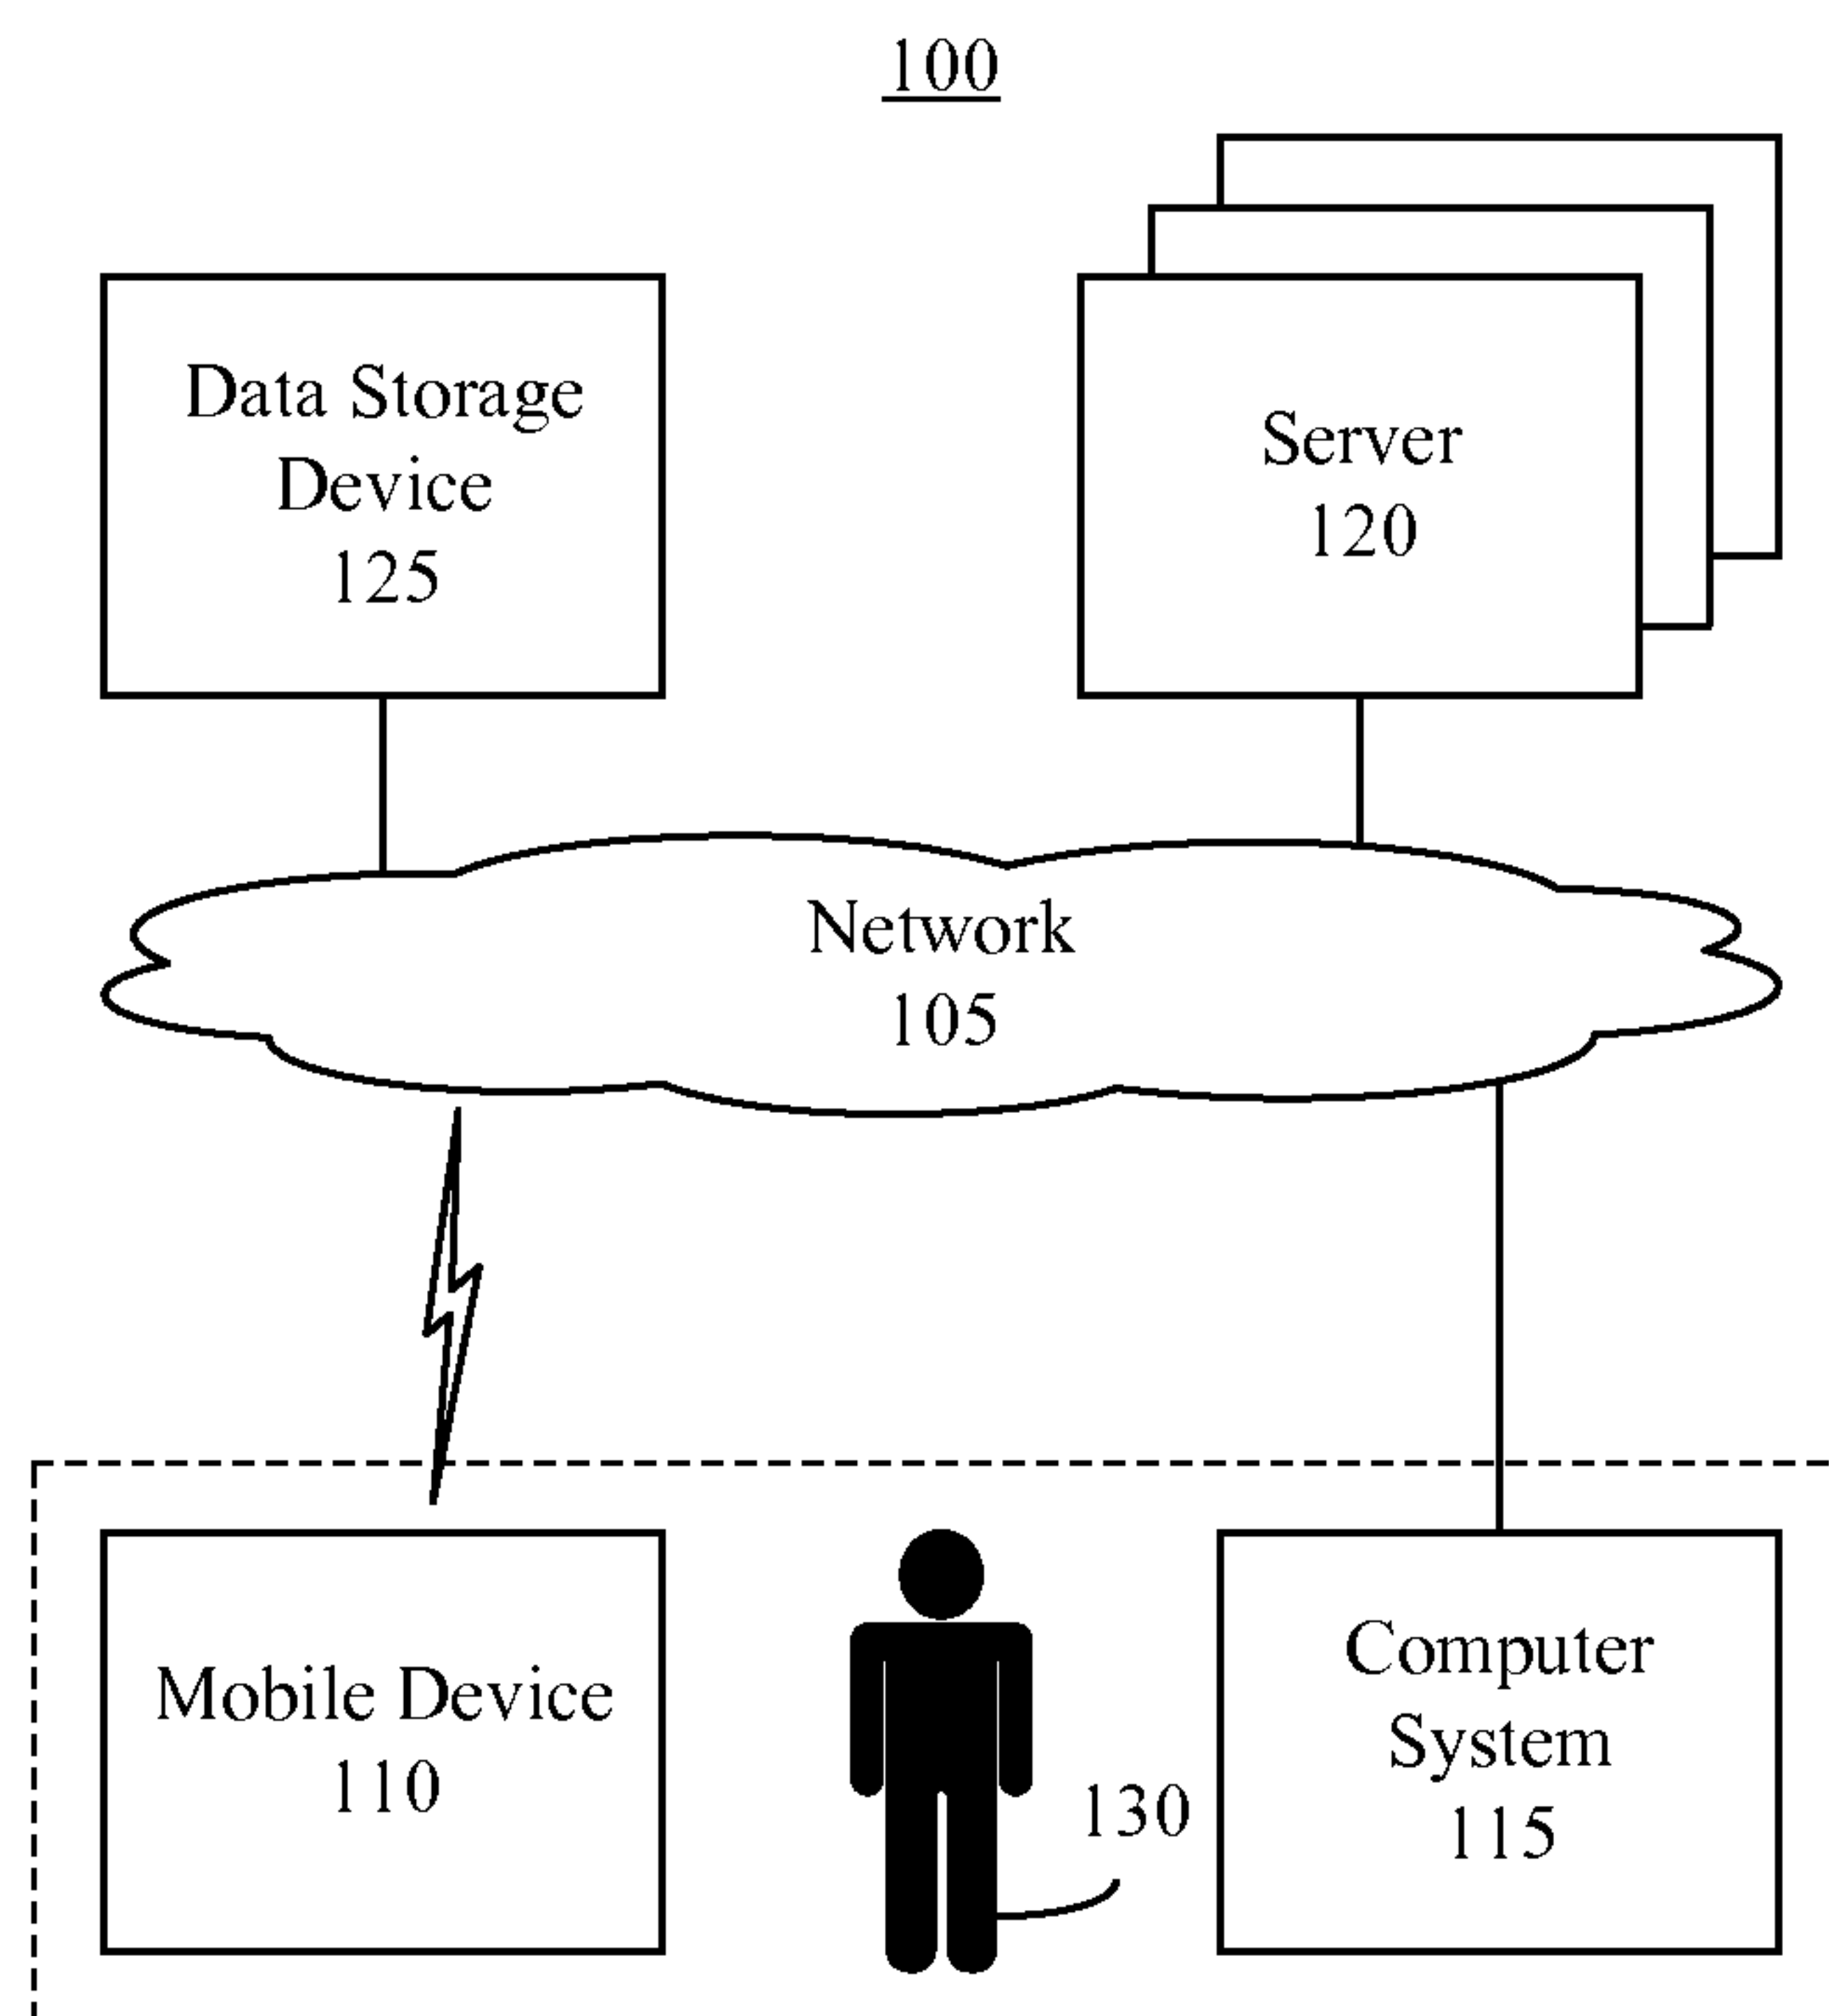 100
Data Storage
Device
125
Server
120
Network
105
Mobile Device
110
130
Computer
System
115